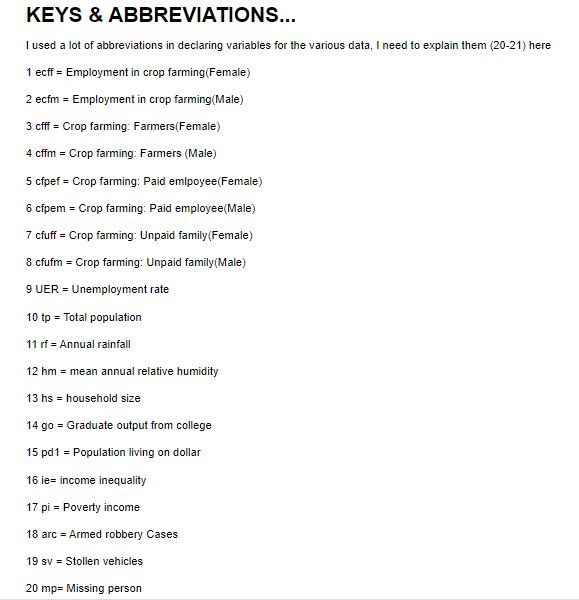 KEYS & ABBREVIATIONS...
I used a lot of abbreviations in declaring variables for the various data, I need to explain them (20-21) here
1 ecff = Employment in crop farming(Female)
2 ecfm = Employment in crop farming(Male)
3 cfff = Crop farming: Farmers(Female)
4 cffm = Crop farming: Farmers (Male)
5 cfpef = Crop farming: Paid emlpoyee(Female)
6 cfpem = Crop farming: Paid employee(Male)
7 cfuff = Crop farming: Unpaid family(Female)
8 cfufm = Crop farming: Unpaid family(Male)
9 UER = Unemployment rate
10 tp = Total population
11 rf = Annual rainfall
12 hm = mean annual relative humidity
13 hs = household size
14 go = Graduate output from college
15 pd1 = Population living on dollar
16 ie= income inequality
17 pi = Poverty income
18 arc = Armed robbery Cases
19 sv = Stollen vehicles
20 mp= Missing person